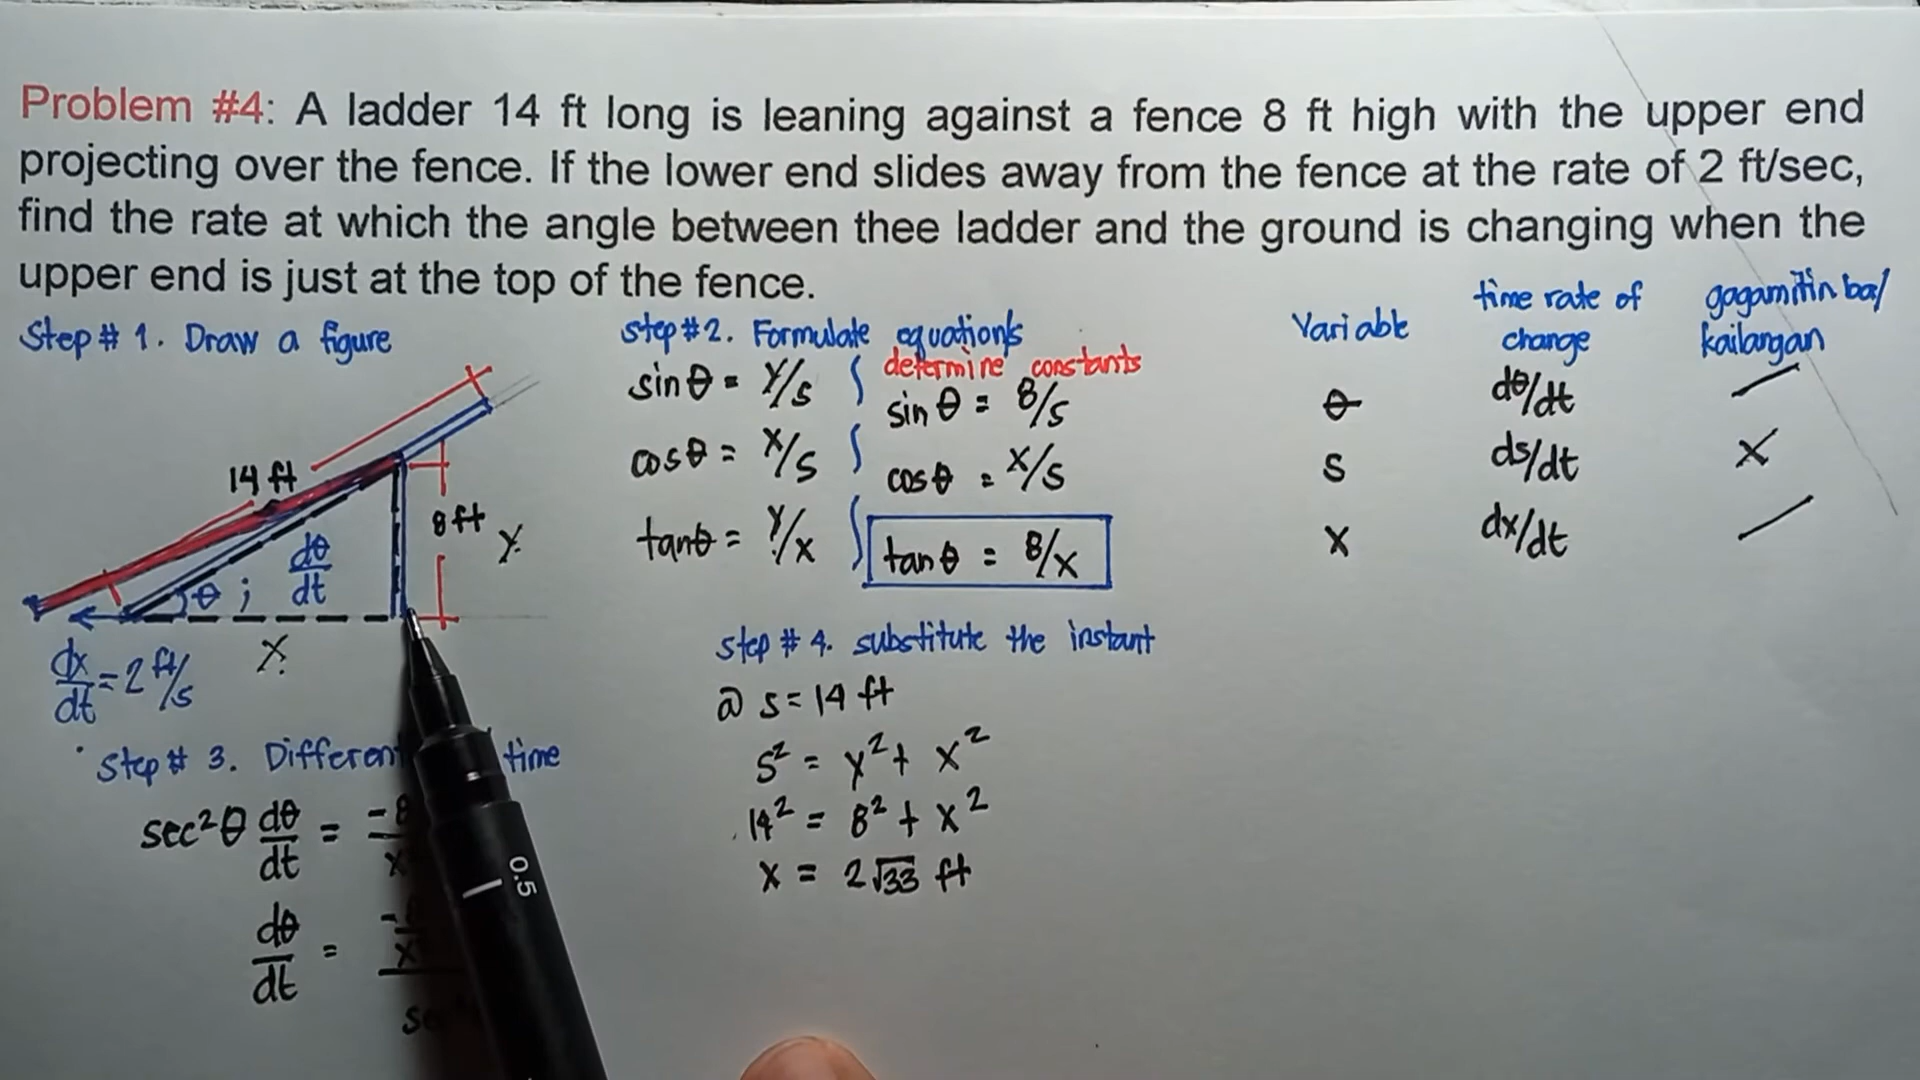 Problem #4: A ladder 14 ft long is leaning against a fence 8 ft high with the upper end
projecting over the fence. If the lower end slides away from the fence at the rate of 2 ft/sec,
find the rate at which the angle between thee ladder and the ground is changing when the
upper end is just at the top of the fence.
Step # 1. Draw a figure
14 ft
8 ft y
θ ; dθ/dt
x
dx/dt = 2 ft/s
step #2. Formulate equations
determine constants
sin θ = y/s
sin θ = 8/s
cos θ = x/s
cos θ = x/s
tan θ = y/x
tan θ = 8/x
Variable
time rate of
change
gagamitin ba/
kailangan
θ dθ/dt
s ds/dt x
x dx/dt
Step # 3. time
sec²θ dθ/dt = -8
x
dθ/dt = -
x
step # 4. substitute the instant
@ s = 14 ft
s² = y² + x²
14² = 8² + x²
x = 2√33 ft
0.5